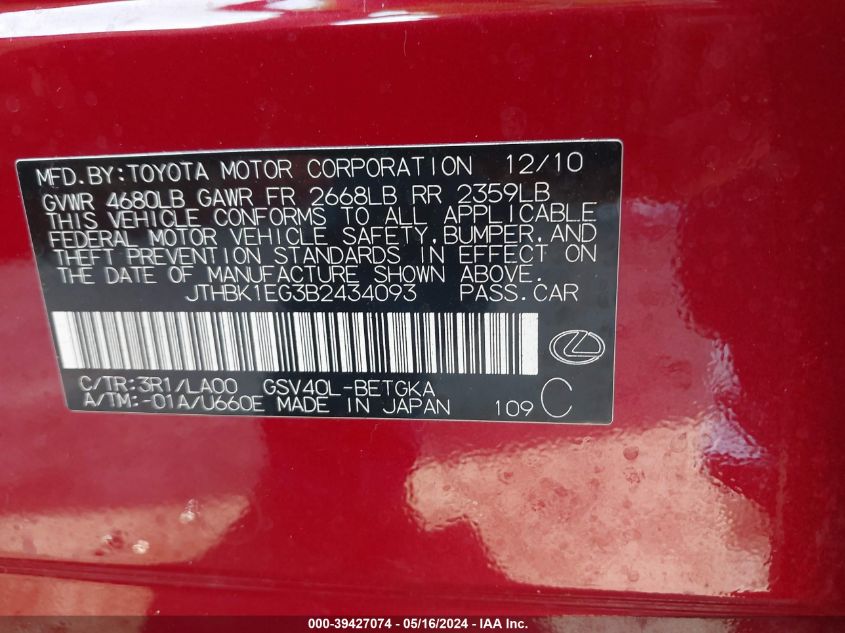 MFD.BY:TOYOTA MOTOR CORPORATION 12/10
GVWR 4680LB GAWR FR 2668LB RR 2359LB
THIS VEHICLE CONFORMS TO ALL APPLICABLE
FEDERAL MOTOR VEHICLE SAFETY,BUMPER,AND
THEFT PREVENTION STANDARDS IN EFFECT ON
THE DATE OF MANUFACTURE SHOWN ABOVE.
JTHBK1EG3B2434093 PASS.CAR
C/TR:3R1/LA00 GSV40L-BETGKA
A/TM:-01A/U660E MADE IN JAPAN 109 C
000-39427074 - 05/16/2024 - IAA Inc.